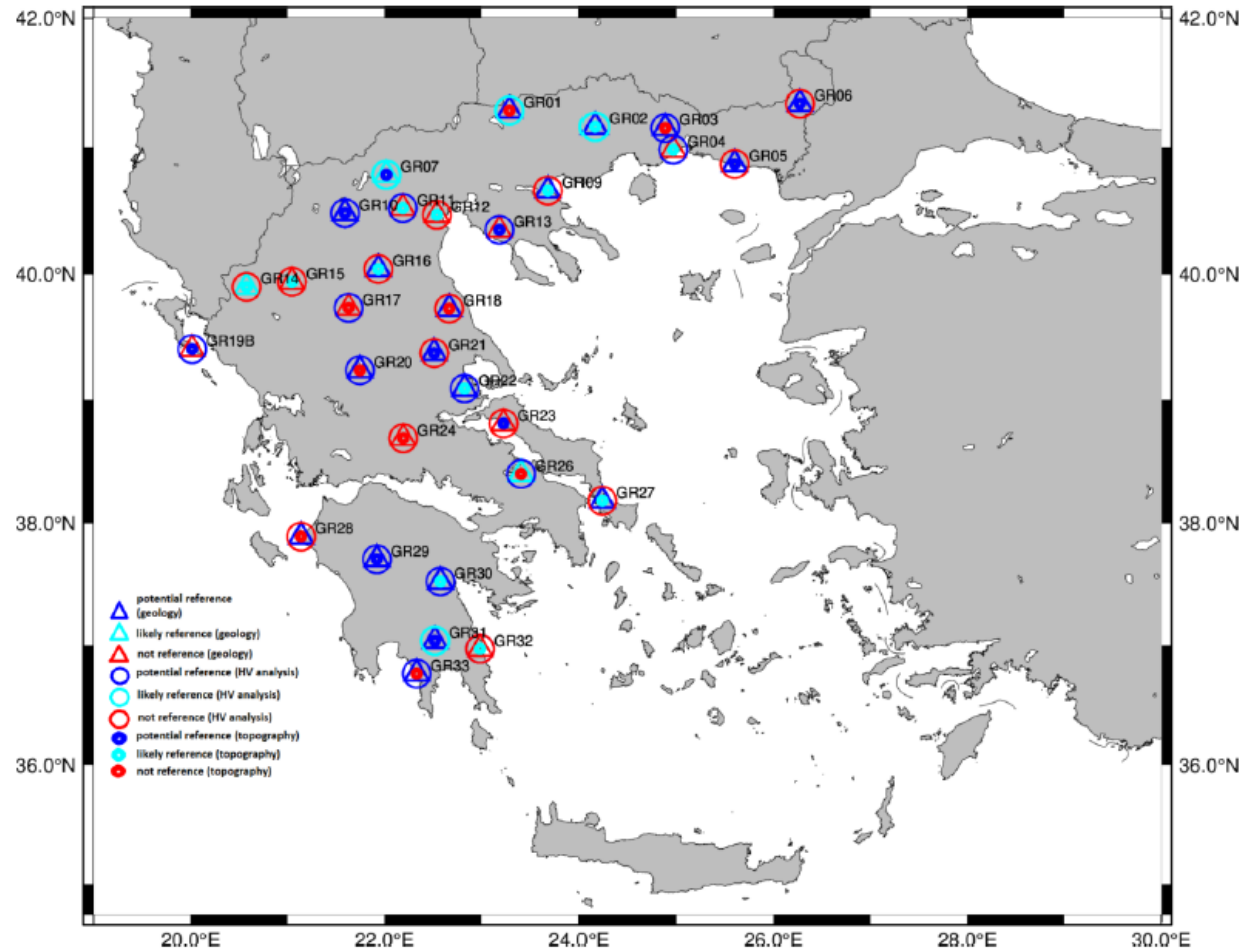 42.0°N
42.0°N
GR01
GR02
GR03
GR06
GR04
GR05
GR07
GR09
GR10
GR11
GR12
GR13
40.0°N
40.0°N
GR14
GR15
GR16
GR17
GR18
GR19B
GR20
GR21
GR22
GR23
GR24
GR26
GR27
38.0°N
38.0°N
GR28
GR29
GR30
GR31
GR32
GR33
potential reference
(geology)
likely reference (geology)
not reference (geology)
potential reference (HV analysis)
likely reference (HV analysis)
not reference (HV analysis)
potential reference (topography)
likely reference (topography)
not reference (topography)
36.0°N
36.0°N
20.0°E
22.0°E
24.0°E
26.0°E
28.0°E
30.0°E